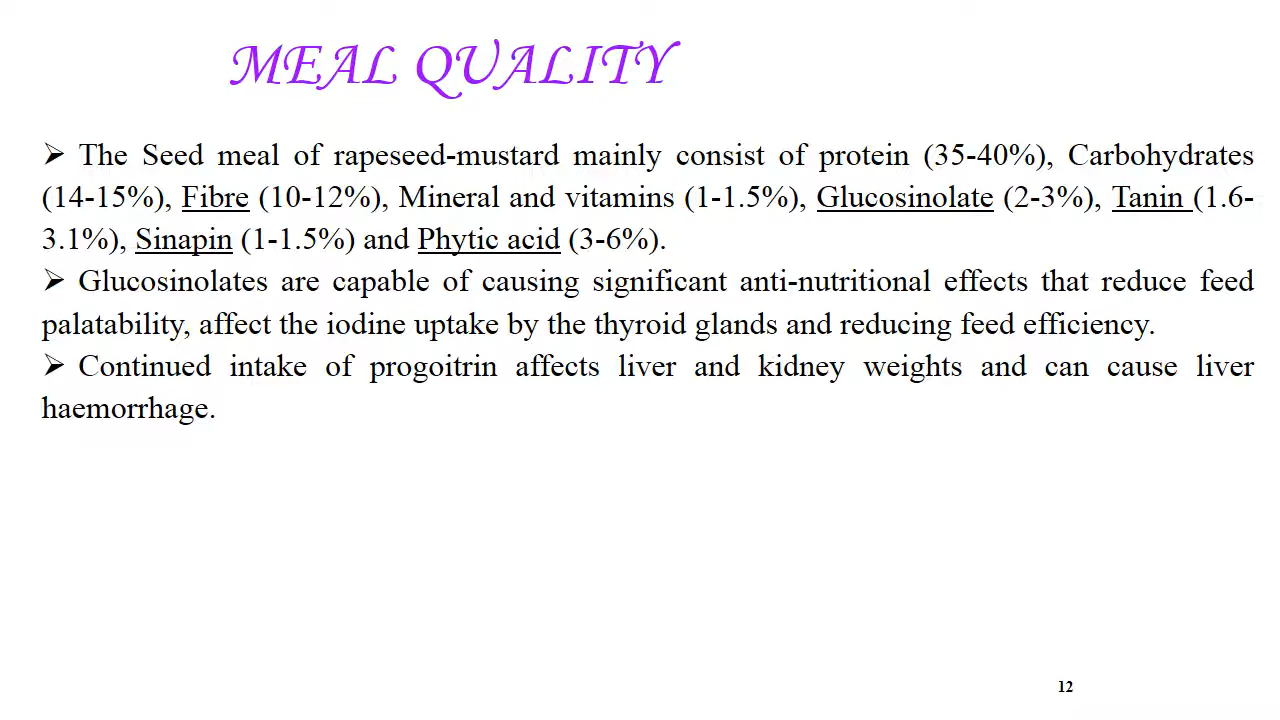 MEAL QUALITY
➢ The Seed meal of rapeseed-mustard mainly consist of protein (35-40%), Carbohydrates
(14-15%), Fibre (10-12%), Mineral and vitamins (1-1.5%), Glucosinolate (2-3%), Tanin (1.6-
3.1%), Sinapin (1-1.5%) and Phytic acid (3-6%).
➢ Glucosinolates are capable of causing significant anti-nutritional effects that reduce feed
palatability, affect the iodine uptake by the thyroid glands and reducing feed efficiency.
➢ Continued intake of progoitrin affects liver and kidney weights and can cause liver
haemorrhage.
12